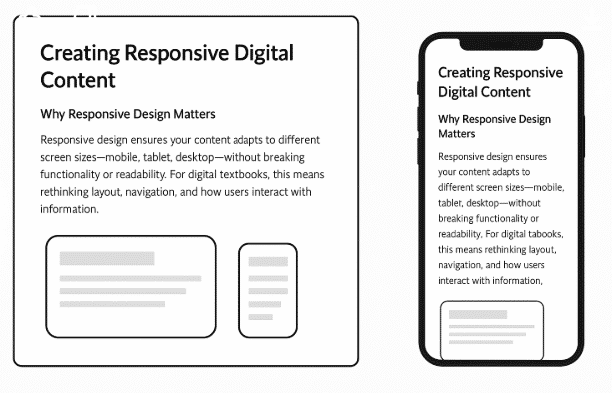 Creating Responsive Digital
Content
Why Responsive Design Matters
Responsive design ensures your content adapts to different
screen sizes—mobile, tablet, desktop—without breaking
functionality or readability. For digital textbooks, this means
rethinking layout, navigation, and how users interact with
information.
Creating Responsive
Digital Content
Why Responsive Design
Matters
Responsive design ensures
your content adapts to
different screen sizes—mobile,
tablet, desktop—without
breaking functionality or
readability. For digital tabooks,
this means rethinking layout,
navigation, and how users
interact with information,